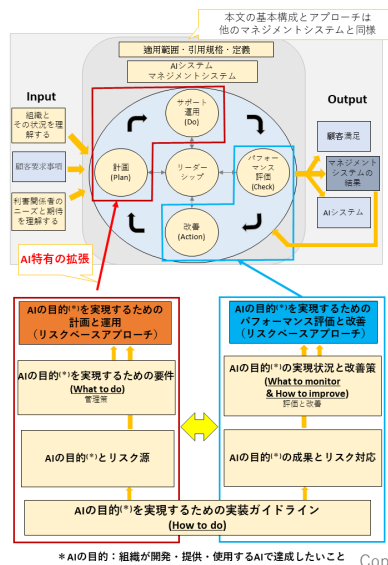 本文の基本構成とアプローチは
他のマネジメントシステムと同様
適用範囲・引用規格・定義
AIシステム
マネジメントシステム
Input
Output
組織と
その状況を理
解する
顧客要求事項
利害関係者の
ニーズと期待を
理解する
サポート
運用
(Do)
計画
(Plan)
リーダー
シップ
パフォー
マンス
評価
(Check)
改善
(Action)
顧客満足
マネジメント
システムの
結果
AIシステム
AI特有の拡張
AIの目的(*)を実現するための
計画と運用
(リスクベースアプローチ)
AIの目的(*)を実現するための要件
(What to do)
管理策
AIの目的(*)とリスク源
AIの目的(*)を実現するための
パフォーマンス評価と改善
(リスクベースアプローチ)
AIの目的(*)の実現状況と改善策
(What to monitor
& How to improve)
評価と改善
AIの目的(*)の成果とリスク対応
AIの目的(*)を実現するための実装ガイドライン
(How to do)
＊AIの目的：組織が開発・提供・使用するAIで達成したいこと
Con